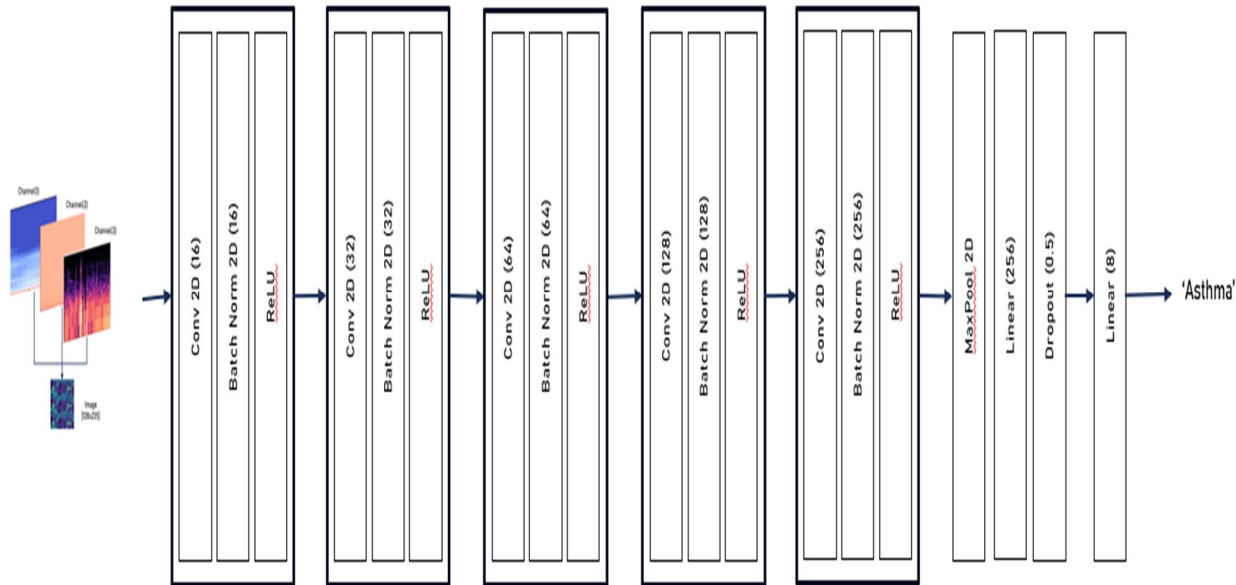 Channel(1)
Channel(2)
Channel(3)
Image
[128x235]
Conv 2D (16)
Batch Norm 2D (16)
ReLU
Conv 2D (32)
Batch Norm 2D (32)
ReLU
Conv 2D (64)
Batch Norm 2D (64)
ReLU
Conv 2D (128)
Batch Norm 2D (128)
ReLU
Conv 2D (256)
Batch Norm 2D (256)
ReLU
MaxPool 2D
Linear (256)
Dropout (0.5)
Linear (8)
‘Asthma’